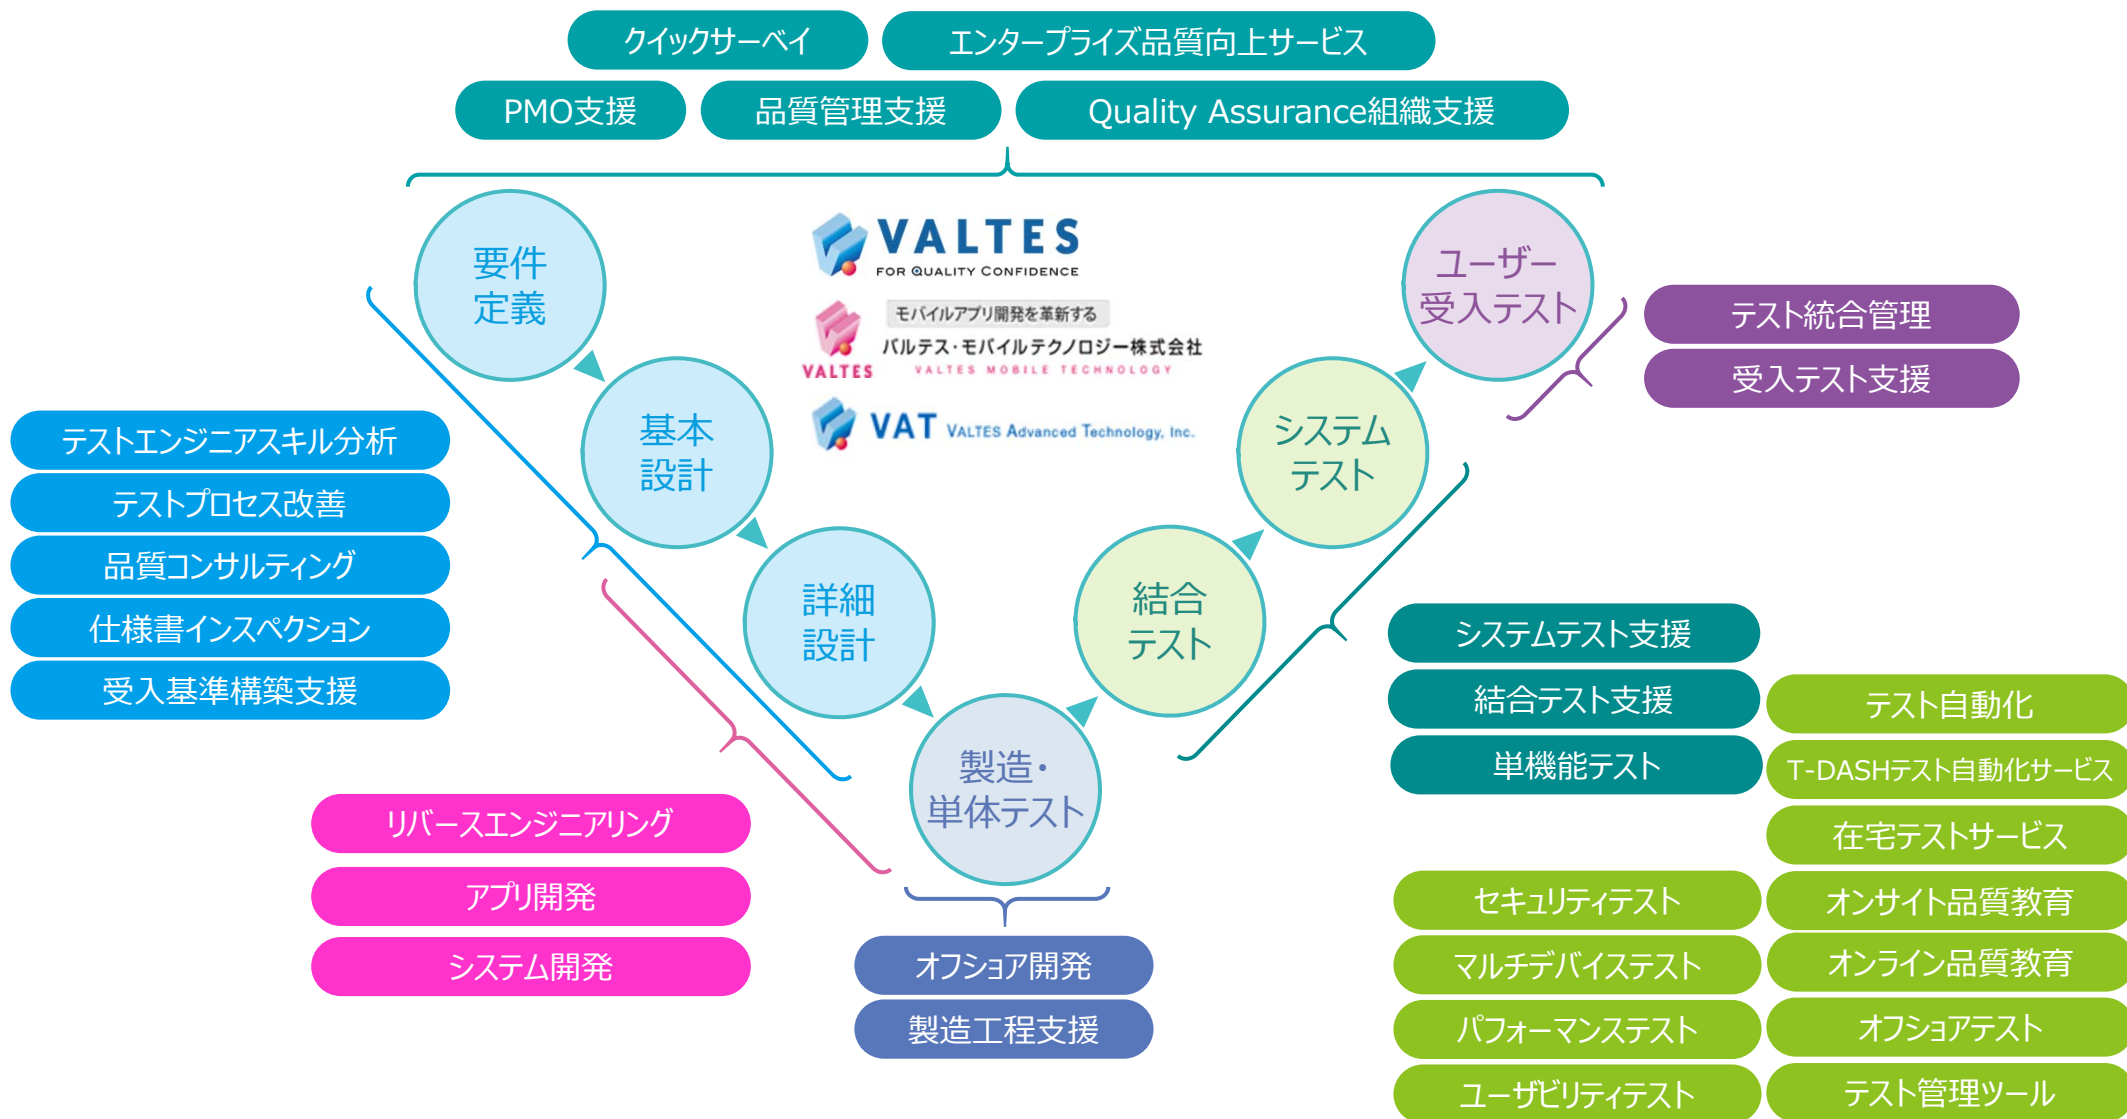 クイックサーベイ
エンタープライズ品質向上サービス
PMO支援
品質管理支援
Quality Assurance組織支援
要件
定義
基本
設計
詳細
設計
製造・
単体テスト
結合
テスト
システム
テスト
ユーザー
受入テスト
VALTES
FOR QUALITY CONFIDENCE
モバイルアプリ開発を革新する
バルテス・モバイルテクノロジー株式会社
VALTES
VALTES MOBILE TECHNOLOGY
VAT VALTES Advanced Technology, Inc.
テスト統合管理
受入テスト支援
テストエンジニアスキル分析
テストプロセス改善
品質コンサルティング
仕様書インスペクション
受入基準構築支援
リバースエンジニアリング
アプリ開発
システム開発
オフショア開発
製造工程支援
システムテスト支援
結合テスト支援
単機能テスト
テスト自動化
T-DASHテスト自動化サービス
在宅テストサービス
セキュリティテスト
オンサイト品質教育
マルチデバイステスト
オンライン品質教育
パフォーマンステスト
オフショアテスト
ユーザビリティテスト
テスト管理ツール